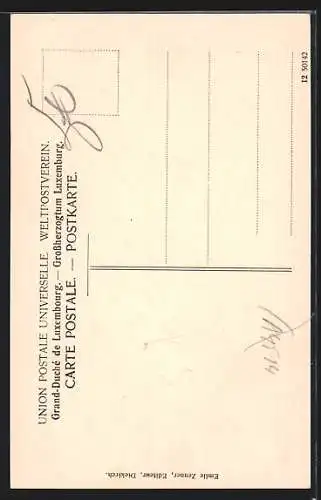 UNION POSTALE UNIVERSELLE. WELTPOSTVEREIN.
Grand-Duché de Luxembourg. — Großherzogtum Luxemburg.
CARTE POSTALE. — POSTKARTE.
12 50142
Emile Zenner, Editeur, Diekirch.